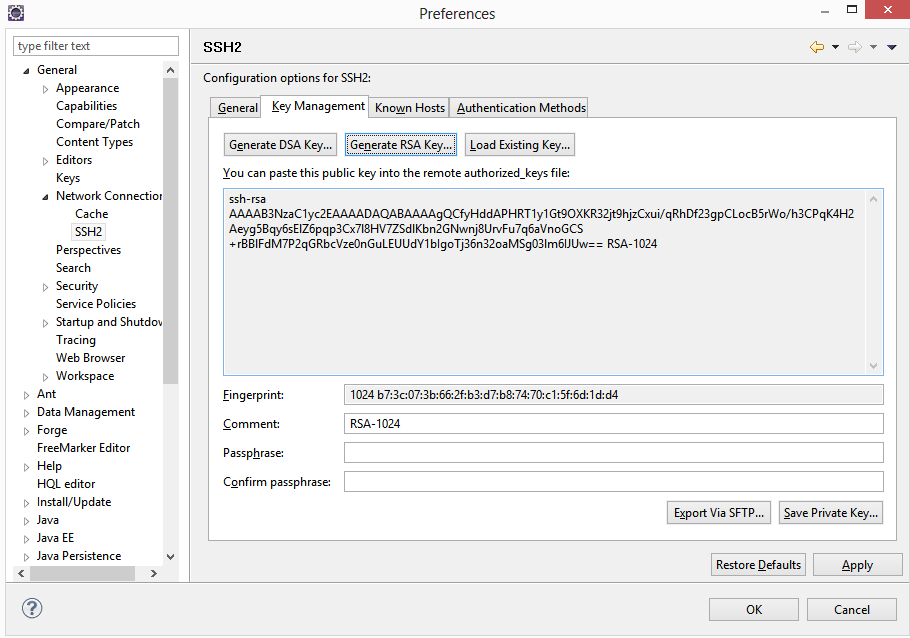 Preferences
type filter text
General
Appearance
Capabilities
Compare/Patch
Content Types
Editors
Keys
Network Connection
Cache
SSH2
Perspectives
Search
Security
Service Policies
Startup and Shutdov
Tracing
Web Browser
Workspace
Ant
Data Management
Forge
FreeMarker Editor
Help
HQL editor
Install/Update
Java
Java EE
Java Persistence
SSH2
Configuration options for SSH2:
General Key Management Known Hosts Authentication Methods
Generate DSA Key... Generate RSA Key... Load Existing Key...
You can paste this public key into the remote authorized_keys file:
ssh-rsa
AAAAB3NzaC1yc2EAAAADAQABAAAAgQCfyHddAPHRT1y1Gt9OXKR32jt9hjzCxui/qRhDf23gpCLocB5rWo/h3CPqK4H2
Aeyg5Bqy6sEIZ6pqp3Cx7I8HV7ZSdIKbn2GNwnj8UrvFu7q6aVnoGCS
+rBBIFdM7P2qGRbcVze0nGuLEUUdY1bIgoTj36n32oaMSg03Im6IJUw== RSA-1024
Fingerprint: 1024 b7:3c:07:3b:66:2f:b3:d7:b8:74:70:c1:5f:6d:1d:d4
Comment: RSA-1024
Passphrase:
Confirm passphrase:
Export Via SFTP... Save Private Key...
Restore Defaults Apply
OK Cancel